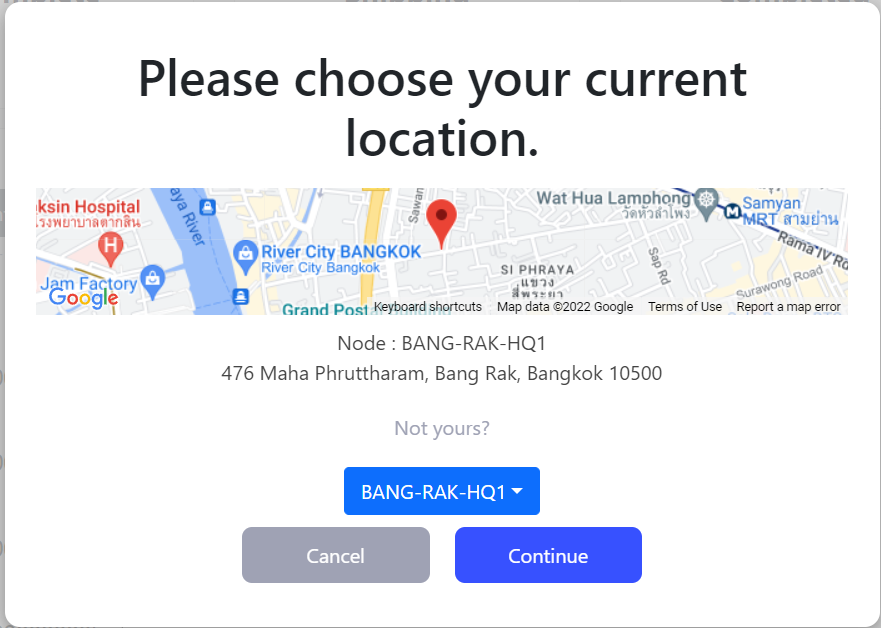 Please choose your current
location.
ksin Hospital
โรงพยาบาลตากสิน
H
aya River
Sawan
Wat Hua Lamphong
วัดหัวลำโพง
M
Samyan
MRT สามย่าน
Rama IV Rd
River City BANGKOK
River City Bangkok
SI PHRAYA
แขวง
สี่พระยา
Sap Rd
Surawong Road
Jam Factory
Google
Grand Post
Keyboard shortcuts
Map data ©2022 Google
Terms of Use
Report a map error
Node : BANG-RAK-HQ1
476 Maha Phruttharam, Bang Rak, Bangkok 10500
Not yours?
BANG-RAK-HQ1
Cancel
Continue